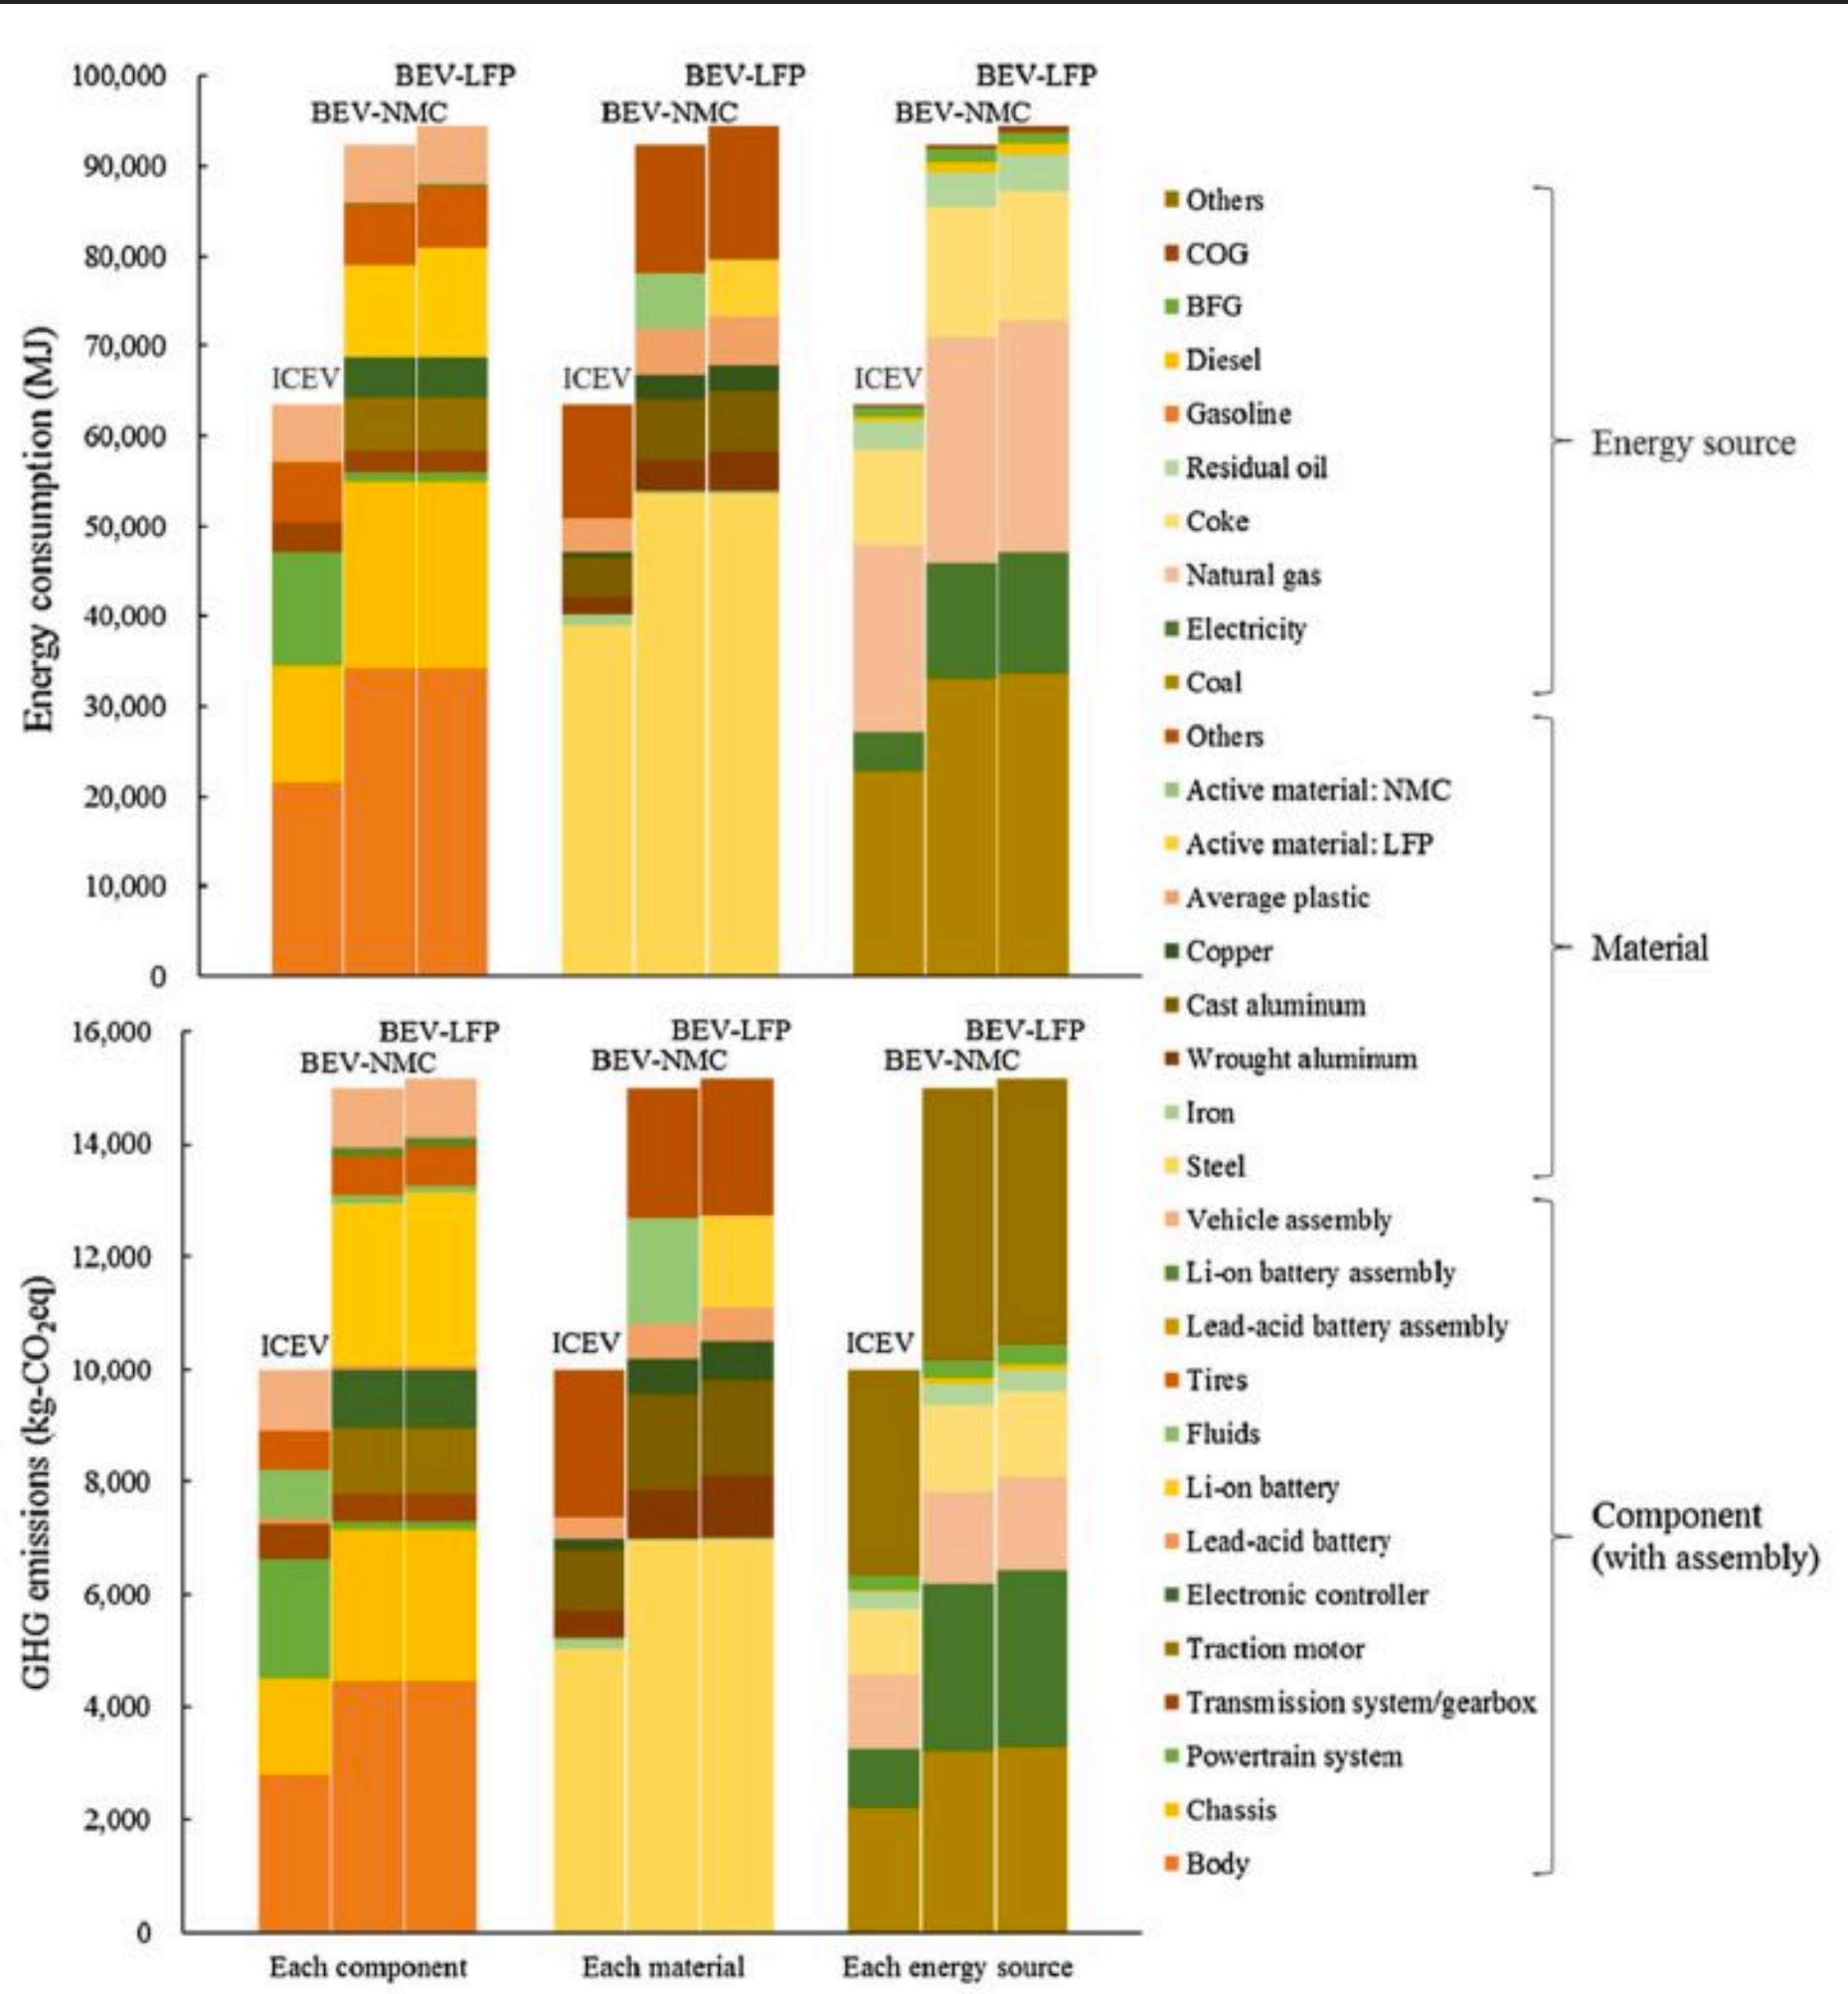 Energy consumption (MJ)
100,000
90,000
80,000
70,000
60,000
50,000
40,000
30,000
20,000
10,000
0
BEV-LFP
BEV-NMC
ICEV
BEV-LFP
BEV-NMC
ICEV
BEV-LFP
BEV-NMC
ICEV
GHG emissions (kg-CO₂eq)
16,000
14,000
12,000
10,000
8,000
6,000
4,000
2,000
0
BEV-LFP
BEV-NMC
ICEV
BEV-LFP
BEV-NMC
ICEV
BEV-LFP
BEV-NMC
ICEV
Each component
Each material
Each energy source
Others
COG
BFG
Diesel
Gasoline
Residual oil
Coke
Natural gas
Electricity
Coal
Energy source
Others
Active material: NMC
Active material: LFP
Average plastic
Copper
Cast aluminum
Wrought aluminum
Iron
Steel
Material
Vehicle assembly
Li-on battery assembly
Lead-acid battery assembly
Tires
Fluids
Li-on battery
Lead-acid battery
Electronic controller
Traction motor
Transmission system/gearbox
Powertrain system
Chassis
Body
Component
(with assembly)